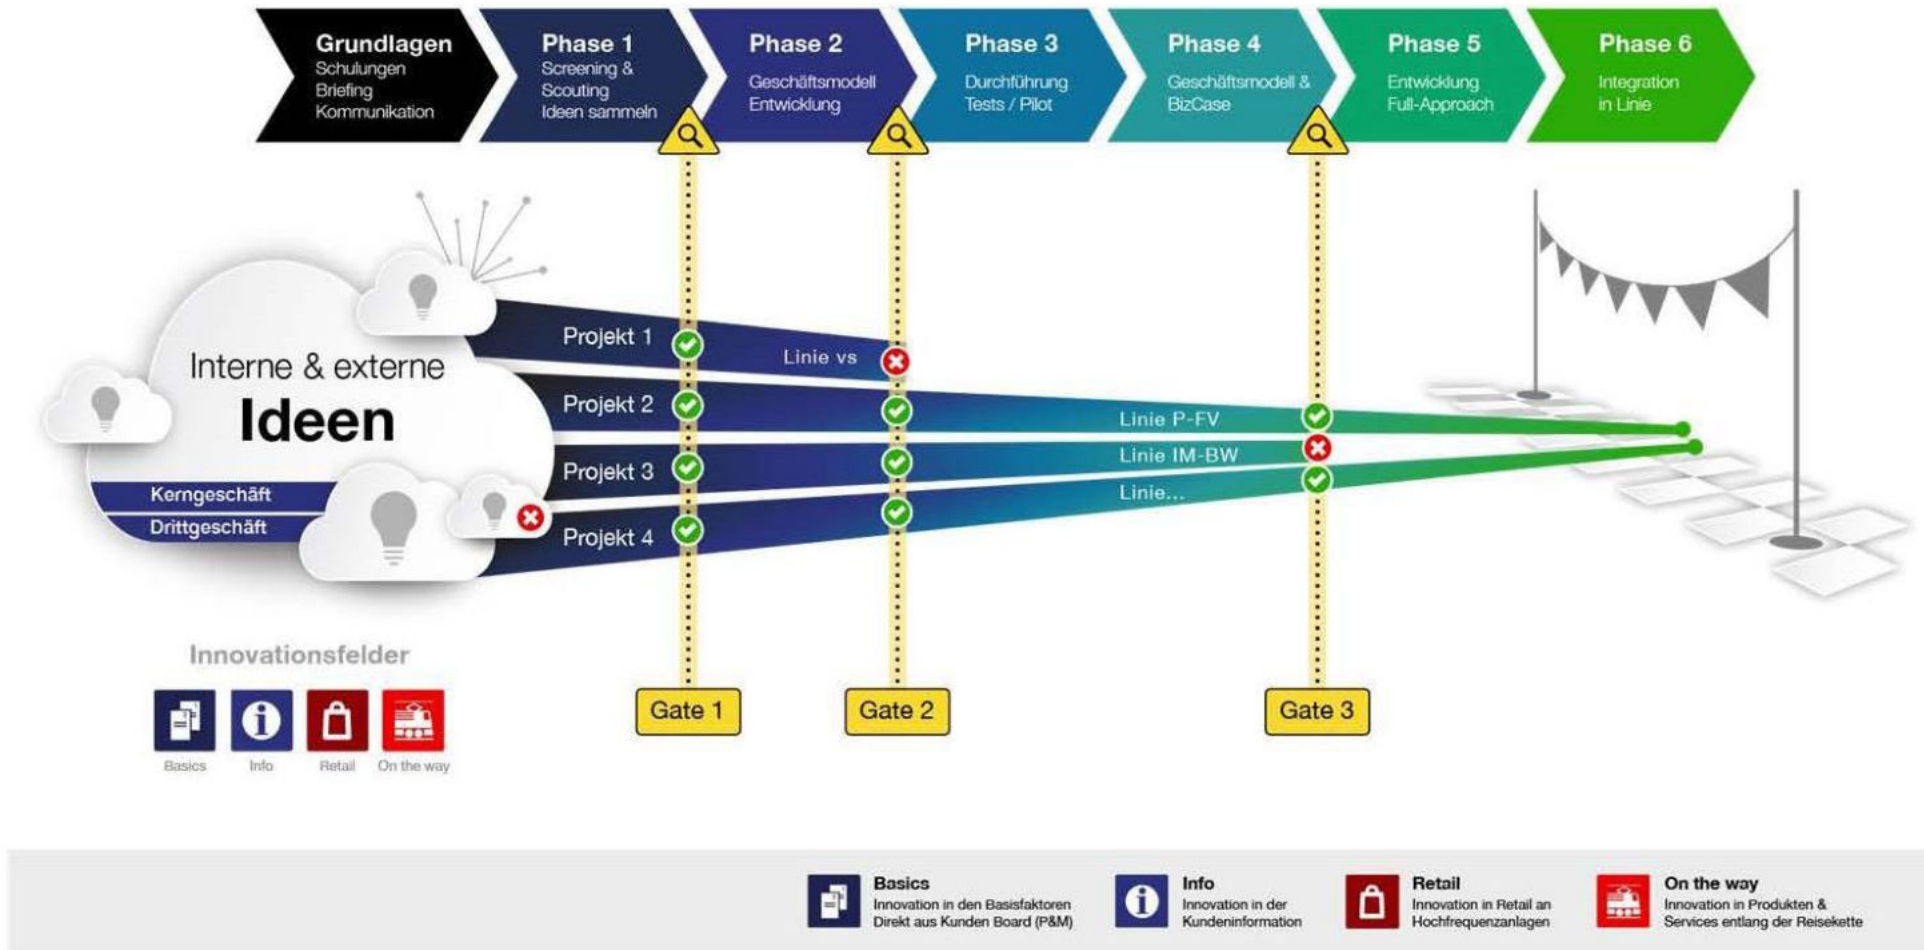 Grundlagen
Schulungen
Briefing
Kommunikation
Phase 1
Screening &
Scouting
Ideen sammeln
Phase 2
Geschäftsmodell
Entwicklung
Phase 3
Durchführung
Tests / Pilot
Phase 4
Geschäftsmodell &
BizCase
Phase 5
Entwicklung
Full-Approach
Phase 6
Integration
in Linie
Interne & externe
Ideen
Kerngeschäft
Drittgeschäft
Projekt 1
Linie vs
Projekt 2
Linie P-FV
Projekt 3
Linie IM-BW
Projekt 4
Linie...
Gate 1
Gate 2
Gate 3
Innovationsfelder
Basics
Info
Retail
On the way
Basics
Innovation in den Basisfaktoren
Direkt aus Kunden Board (P&M)
Info
Innovation in der
Kundeninformation
Retail
Innovation in Retail an
Hochfrequenzanlagen
On the way
Innovation in Produkten &
Services entlang der Reisekette